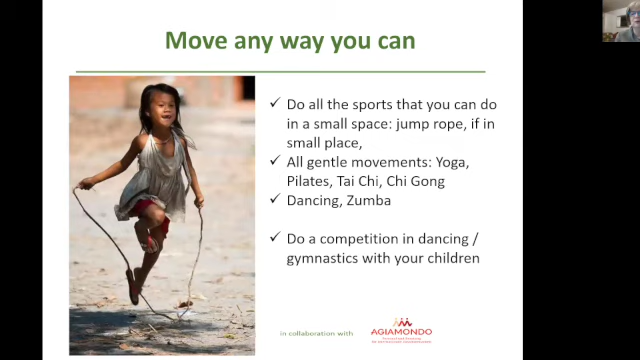 Move any way you can
✓ Do all the sports that you can do
in a small space: jump rope, if in
small place,
✓ All gentle movements: Yoga,
Pilates, Tai Chi, Chi Gong
✓ Dancing, Zumba
✓ Do a competition in dancing /
gymnastics with your children
in collaboration with
AGIAMONDO